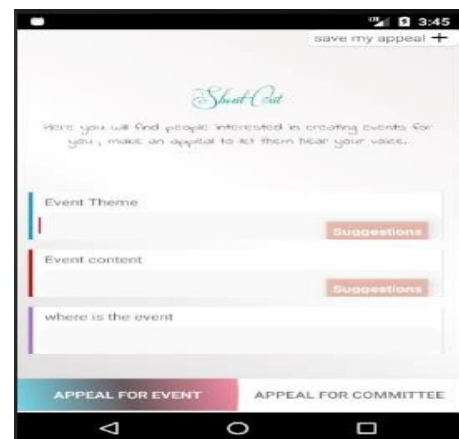 3:45
save my appeal +
Shout Out
Here you will find people interested in creating events for
you , make an appeal to let them hear your voice.
Event Theme
Suggestions
Event content
Suggestions
where is the event
APPEAL FOR EVENT APPEAL FOR COMMITTEE